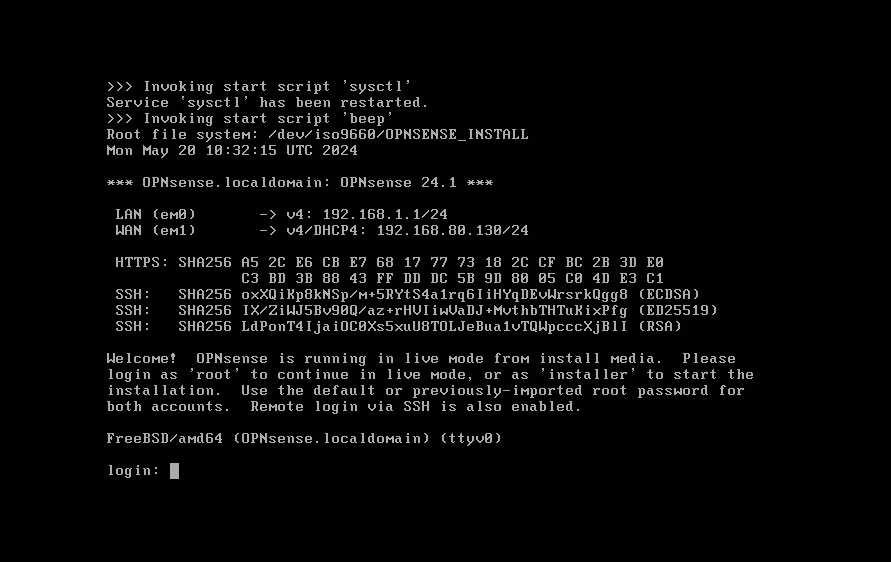 >>> Invoking start script 'sysctl'
Service `sysctl' has been restarted.
>>> Invoking start script 'beep'
Root file system: /dev/iso9660/OPNSENSE_INSTALL
Mon May 20 10:32:15 UTC 2024
*** OPNsense.localdomain: OPNsense 24.1 ***
LAN (em0) -> v4: 192.168.1.1/24
WAN (em1) -> v4/DHCP4: 192.168.80.130/24
HTTPS: SHA256 A5 2C E6 CB E7 68 17 77 73 18 2C CF BC 2B 3D E0
C3 BD 3B 88 43 FF DD DC 5B 9D 80 05 C0 4D E3 C1
SSH: SHA256 oxXQiKp8kNSp/m+5RYtS4a1rq6IiHYqDEvWrsrkQgg8 (ECDSA)
SSH: SHA256 IX/ZiWJ5Bv90Q/az+rHVIiwVaDJ+MvthbTHTuKixPfg (ED25519)
SSH: SHA256 LdPonT4IjaiOC0Xs5xuU8TOLJeBua1vTQWpcccXjBlI (RSA)
Welcome! OPNsense is running in live mode from install media. Please
login as 'root' to continue in live mode, or as 'installer' to start the
installation. Use the default or previously-imported root password for
both accounts. Remote login via SSH is also enabled.
FreeBSD/amd64 (OPNsense.localdomain) (ttyv0)
login: